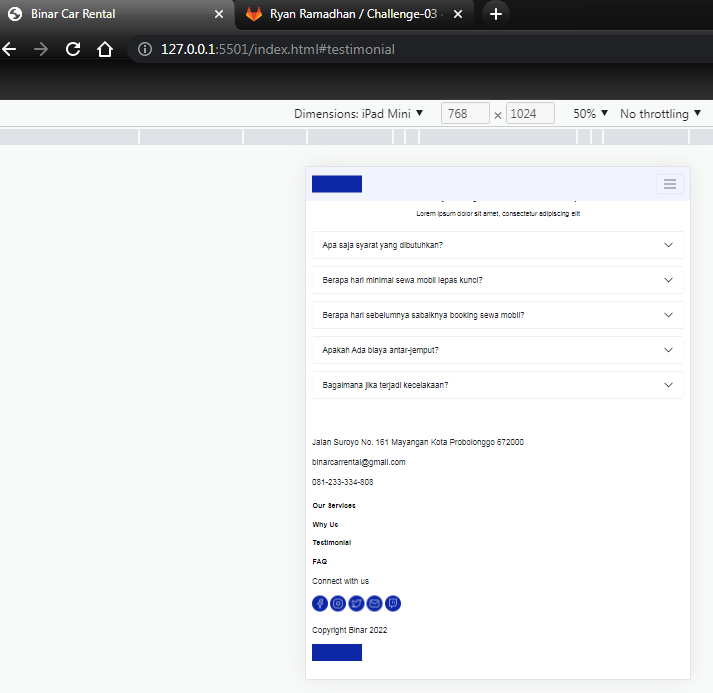 Binar Car Rental
Ryan Ramadhan / Challenge-03
127.0.0.1:5501/index.html#testimonial
Dimensions: iPad Mini 768 × 1024 50% No throttling
Lorem ipsum dolor sit amet, consectetur adipiscing elit
Apa saja syarat yang dibutuhkan?
Berapa hari minimal sewa mobil lepas kunci?
Berapa hari sebelumnya sabaiknya booking sewa mobil?
Apakah Ada biaya antar-jemput?
Bagaimana jika terjadi kecelakaan?
Jalan Suroyo No. 161 Mayangan Kota Probolonggo 672000
binarcarrental@gmail.com
081-233-334-808
Our Services
Why Us
Testimonial
FAQ
Connect with us
Copyright Binar 2022